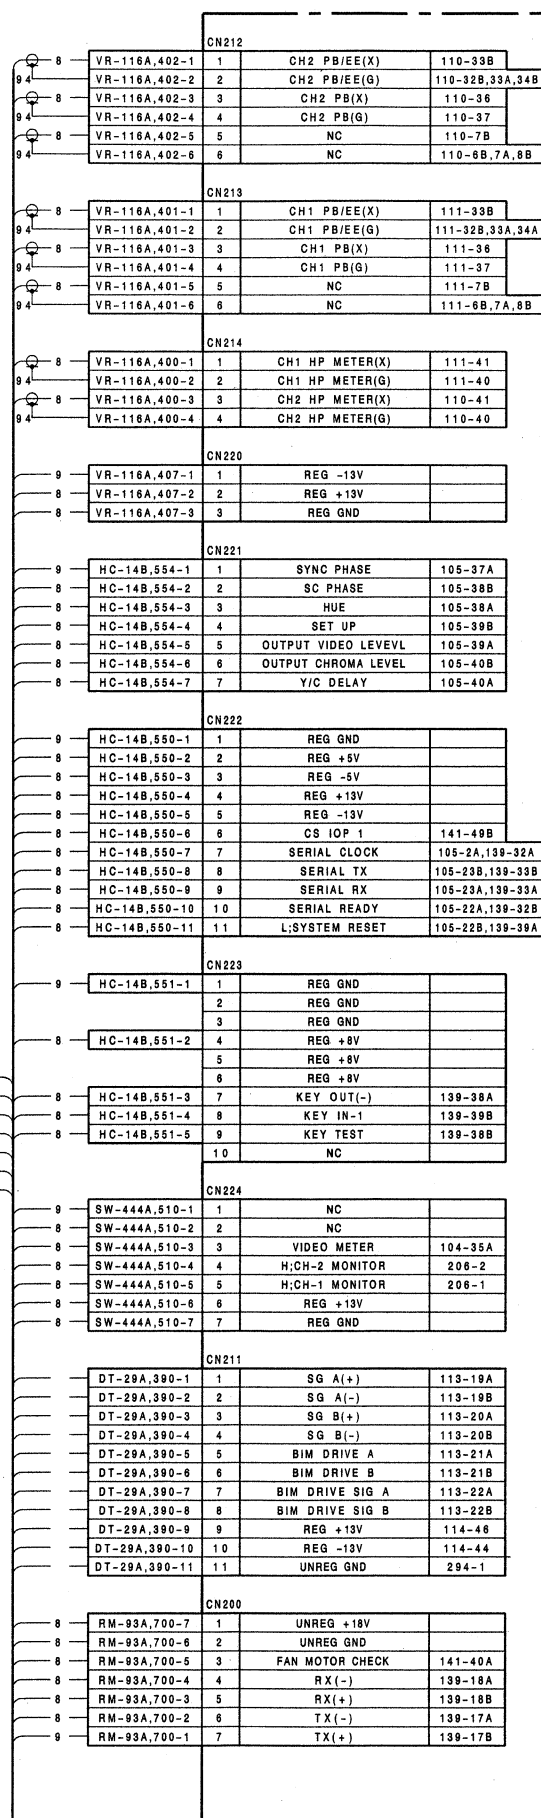 CN212
8 VR-116A,402-1 1 CH2 PB/EE(X) 110-33B
94 VR-116A,402-2 2 CH2 PB/EE(G) 110-32B,33A,34B
8 VR-116A,402-3 3 CH2 PB(X) 110-36
94 VR-116A,402-4 4 CH2 PB(G) 110-37
8 VR-116A,402-5 5 NC 110-7B
94 VR-116A,402-6 6 NC 110-6B,7A,8B
CN213
8 VR-116A,401-1 1 CH1 PB/EE(X) 111-33B
94 VR-116A,401-2 2 CH1 PB/EE(G) 111-32B,33A,34A
8 VR-116A,401-3 3 CH1 PB(X) 111-36
94 VR-116A,401-4 4 CH1 PB(G) 111-37
8 VR-116A,401-5 5 NC 111-7B
94 VR-116A,401-6 6 NC 111-6B,7A,8B
CN214
8 VR-116A,400-1 1 CH1 HP METER(X) 111-41
94 VR-116A,400-2 2 CH1 HP METER(G) 111-40
8 VR-116A,400-3 3 CH2 HP METER(X) 110-41
94 VR-116A,400-4 4 CH2 HP METER(G) 110-40
CN220
9 VR-116A,407-1 1 REG -13V
8 VR-116A,407-2 2 REG +13V
8 VR-116A,407-3 3 REG GND
CN221
9 HC-14B,554-1 1 SYNC PHASE 105-37A
8 HC-14B,554-2 2 SC PHASE 105-38B
8 HC-14B,554-3 3 HUE 105-38A
8 HC-14B,554-4 4 SET UP 105-39B
8 HC-14B,554-5 5 OUTPUT VIDEO LEVEVL 105-39A
8 HC-14B,554-6 6 OUTPUT CHROMA LEVEL 105-40B
8 HC-14B,554-7 7 Y/C DELAY 105-40A
CN222
9 HC-14B,550-1 1 REG GND
8 HC-14B,550-2 2 REG +5V
8 HC-14B,550-3 3 REG -5V
8 HC-14B,550-4 4 REG +13V
8 HC-14B,550-5 5 REG -13V
8 HC-14B,550-6 6 CS IOP 1 141-49B
8 HC-14B,550-7 7 SERIAL CLOCK 105-2A,139-32A
8 HC-14B,550-8 8 SERIAL TX 105-23B,139-33B
8 HC-14B,550-9 9 SERIAL RX 105-23A,139-33A
8 HC-14B,550-10 10 SERIAL READY 105-22A,139-32B
8 HC-14B,550-11 11 L;SYSTEM RESET 105-22B,139-39A
CN223
9 HC-14B,551-1 1 REG GND
2 REG GND
3 REG GND
8 HC-14B,551-2 4 REG +8V
5 REG +8V
6 REG +8V
8 HC-14B,551-3 7 KEY OUT(-) 139-38A
8 HC-14B,551-4 8 KEY IN-1 139-39B
8 HC-14B,551-5 9 KEY TEST 139-38B
10 NC
CN224
9 SW-444A,510-1 1 NC
8 SW-444A,510-2 2 NC
8 SW-444A,510-3 3 VIDEO METER 104-35A
8 SW-444A,510-4 4 H;CH-2 MONITOR 206-2
8 SW-444A,510-5 5 H;CH-1 MONITOR 206-1
8 SW-444A,510-6 6 REG +13V
8 SW-444A,510-7 7 REG GND
CN211
DT-29A,390-1 1 SG A(+) 113-19A
DT-29A,390-2 2 SG A(-) 113-19B
DT-29A,390-3 3 SG B(+) 113-20A
DT-29A,390-4 4 SG B(-) 113-20B
DT-29A,390-5 5 BIM DRIVE A 113-21A
DT-29A,390-6 6 BIM DRIVE B 113-21B
DT-29A,390-7 7 BIM DRIVE SIG A 113-22A
DT-29A,390-8 8 BIM DRIVE SIG B 113-22B
DT-29A,390-9 9 REG +13V 114-46
DT-29A,390-10 10 REG -13V 114-44
DT-29A,390-11 11 UNREG GND 294-1
CN200
8 RM-93A,700-7 1 UNREG +18V
8 RM-93A,700-6 2 UNREG GND
8 RM-93A,700-5 3 FAN MOTOR CHECK 141-40A
8 RM-93A,700-4 4 RX(-) 139-18A
8 RM-93A,700-3 5 RX(+) 139-18B
8 RM-93A,700-2 6 TX(-) 139-17A
9 RM-93A,700-1 7 TX(+) 139-17B